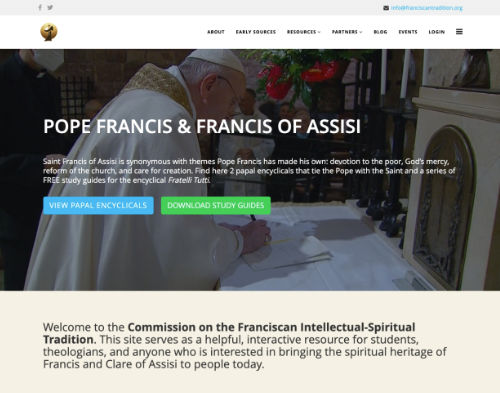 info@franciscantradition.org
ABOUT EARLY SOURCES RESOURCES PARTNERS BLOG EVENTS LOGIN
POPE FRANCIS & FRANCIS OF ASSISI
Saint Francis of Assisi is synonymous with themes Pope Francis has made his own: devotion to the poor, God's mercy,
reform of the church, and care for creation. Find here 2 papal encyclicals that tie the Pope with the Saint and a series of
FREE study guides for the encyclical Fratelli Tutti.
VIEW PAPAL ENCYCLICALS DOWNLOAD STUDY GUIDES
Welcome to the Commission on the Franciscan Intellectual-Spiritual
Tradition. This site serves as a helpful, interactive resource for students,
theologians, and anyone who is interested in bringing the spiritual heritage of
Francis and Clare of Assisi to people today.